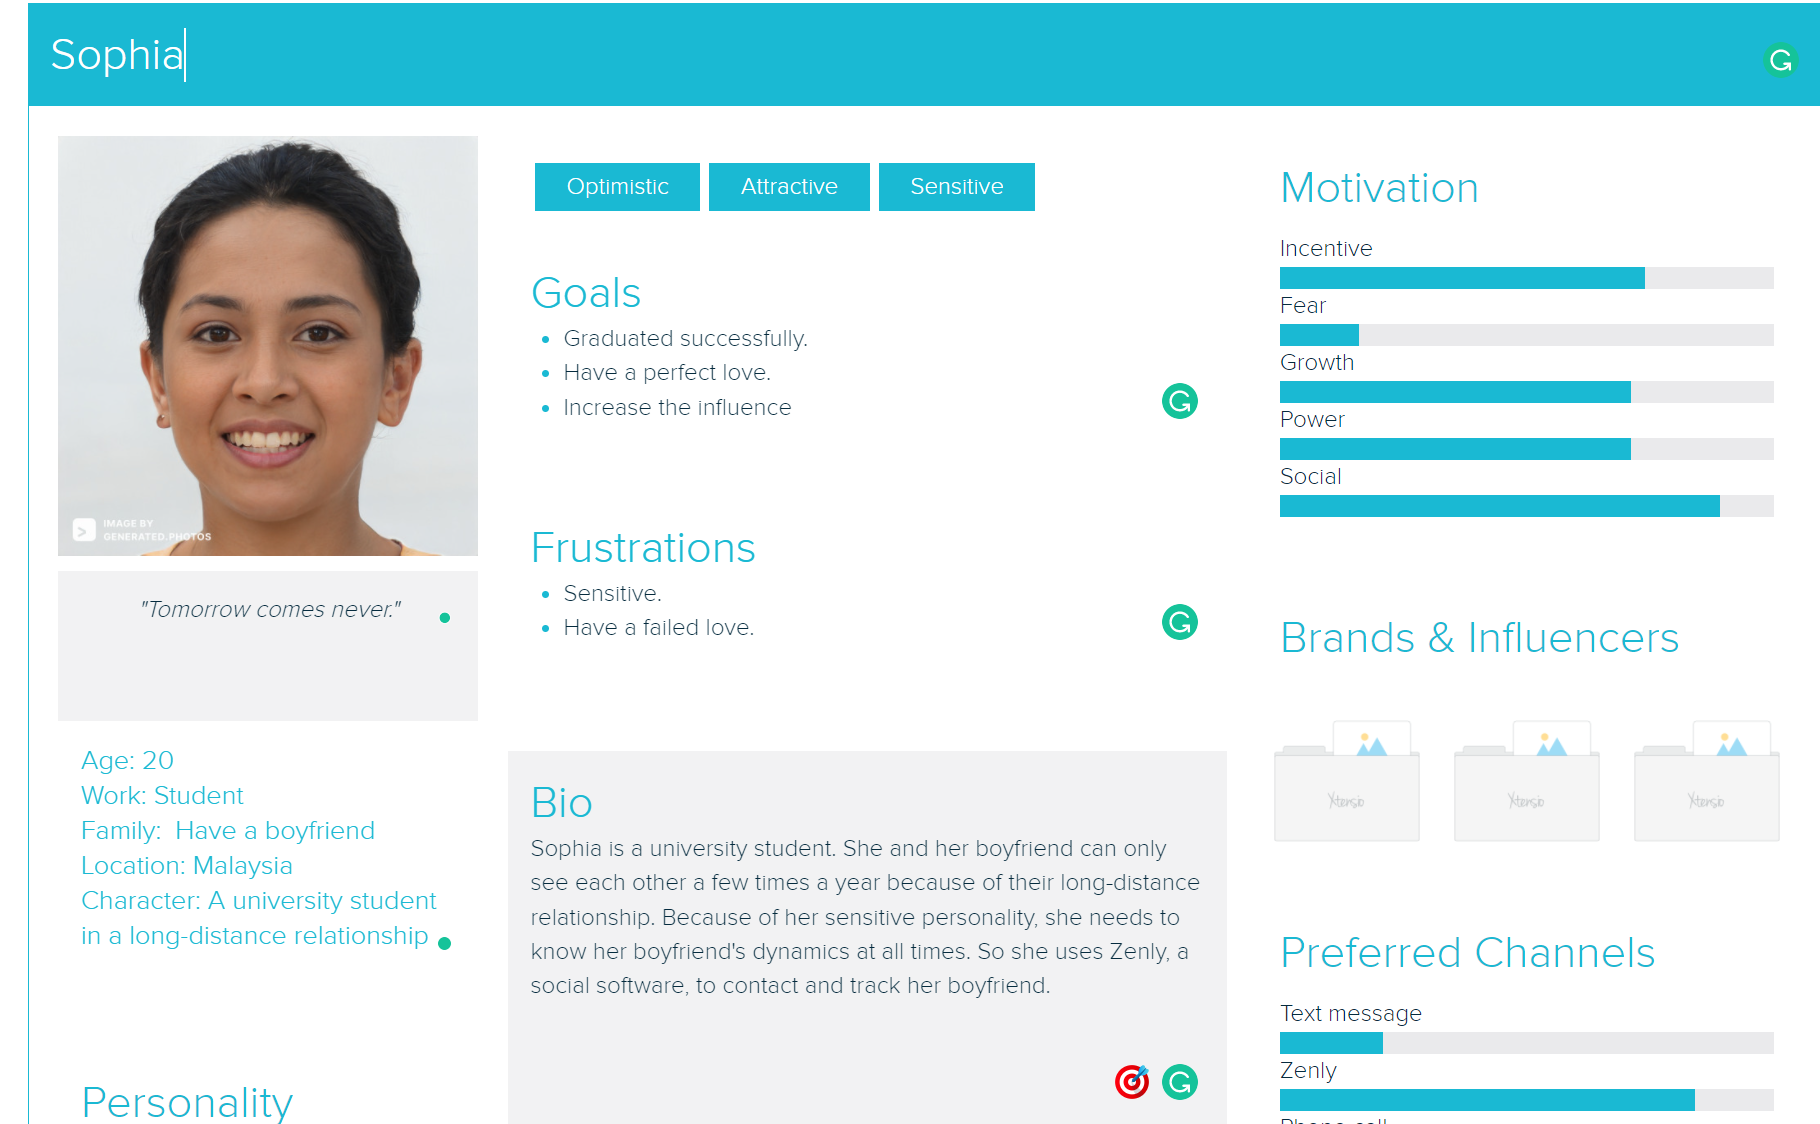 Sophia
IMAGE BY
GENERATED.PHOTOS
"Tomorrow comes never."
Age: 20
Work: Student
Family:  Have a boyfriend
Location: Malaysia
Character: A university student
in a long-distance relationship
Personality
Optimistic
Attractive
Sensitive
Goals
Graduated successfully.
Have a perfect love.
Increase the influence
Frustrations
Sensitive.
Have a failed love.
Bio
Sophia is a university student. She and her boyfriend can only
see each other a few times a year because of their long-distance
relationship. Because of her sensitive personality, she needs to
know her boyfriend's dynamics at all times. So she uses Zenly, a
social software, to contact and track her boyfriend.
Motivation
Incentive
Fear
Growth
Power
Social
Brands & Influencers
Xtensio
Xtensio
Xtensio
Preferred Channels
Text message
Zenly
Phone call